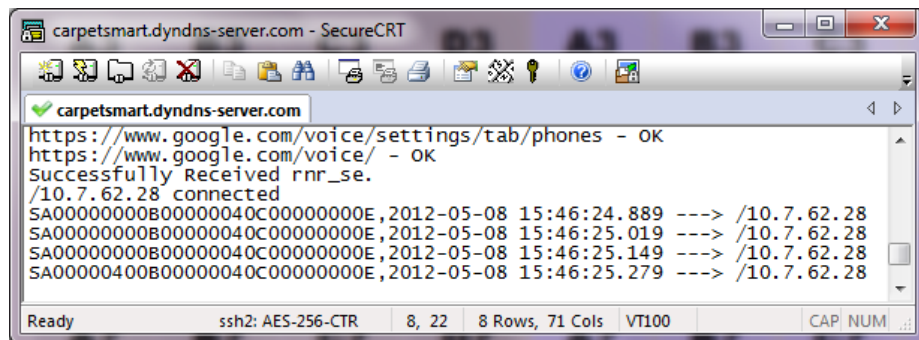 carpetsmart.dyndns-server.com - SecureCRT
carpetsmart.dyndns-server.com
https://www.google.com/voice/settings/tab/phones - OK
https://www.google.com/voice/ - OK
Successfully Received rnr_se.
/10.7.62.28 connected
SA00000000B00000040C00000000E,2012-05-08 15:46:24.889 ---> /10.7.62.28
SA00000000B00000040C00000000E,2012-05-08 15:46:25.019 ---> /10.7.62.28
SA00000000B00000040C00000000E,2012-05-08 15:46:25.149 ---> /10.7.62.28
SA00000400B00000040C00000000E,2012-05-08 15:46:25.279 ---> /10.7.62.28
Ready ssh2: AES-256-CTR 8, 22 8 Rows, 71 Cols VT100 CAP NUM